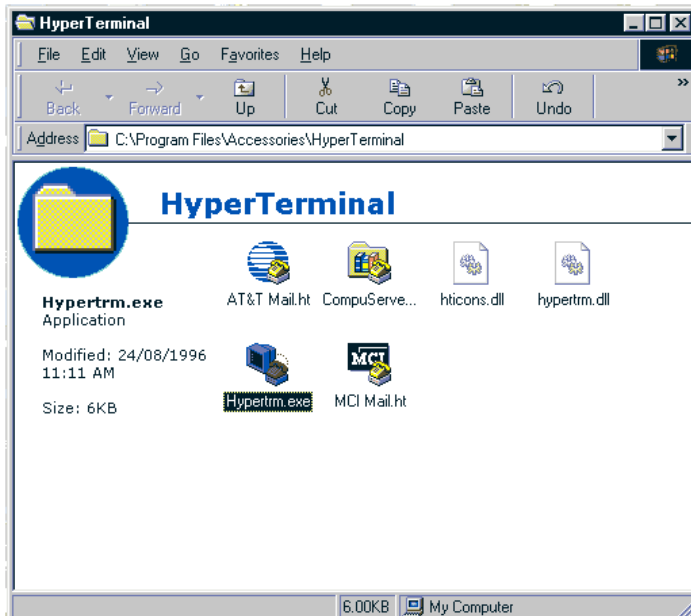 HyperTerminal
File Edit View Go Favorites Help
Back Forward Up Cut Copy Paste Undo »
Address C:\Program Files\Accessories\HyperTerminal
HyperTerminal
Hypertrm.exe
Application
Modified: 24/08/1996
11:11 AM
Size: 6KB
AT&T Mail.ht CompuServe... hticons.dll hypertrm.dll
MCI
Hypertrm.exe MCI Mail.ht
6.00KB My Computer